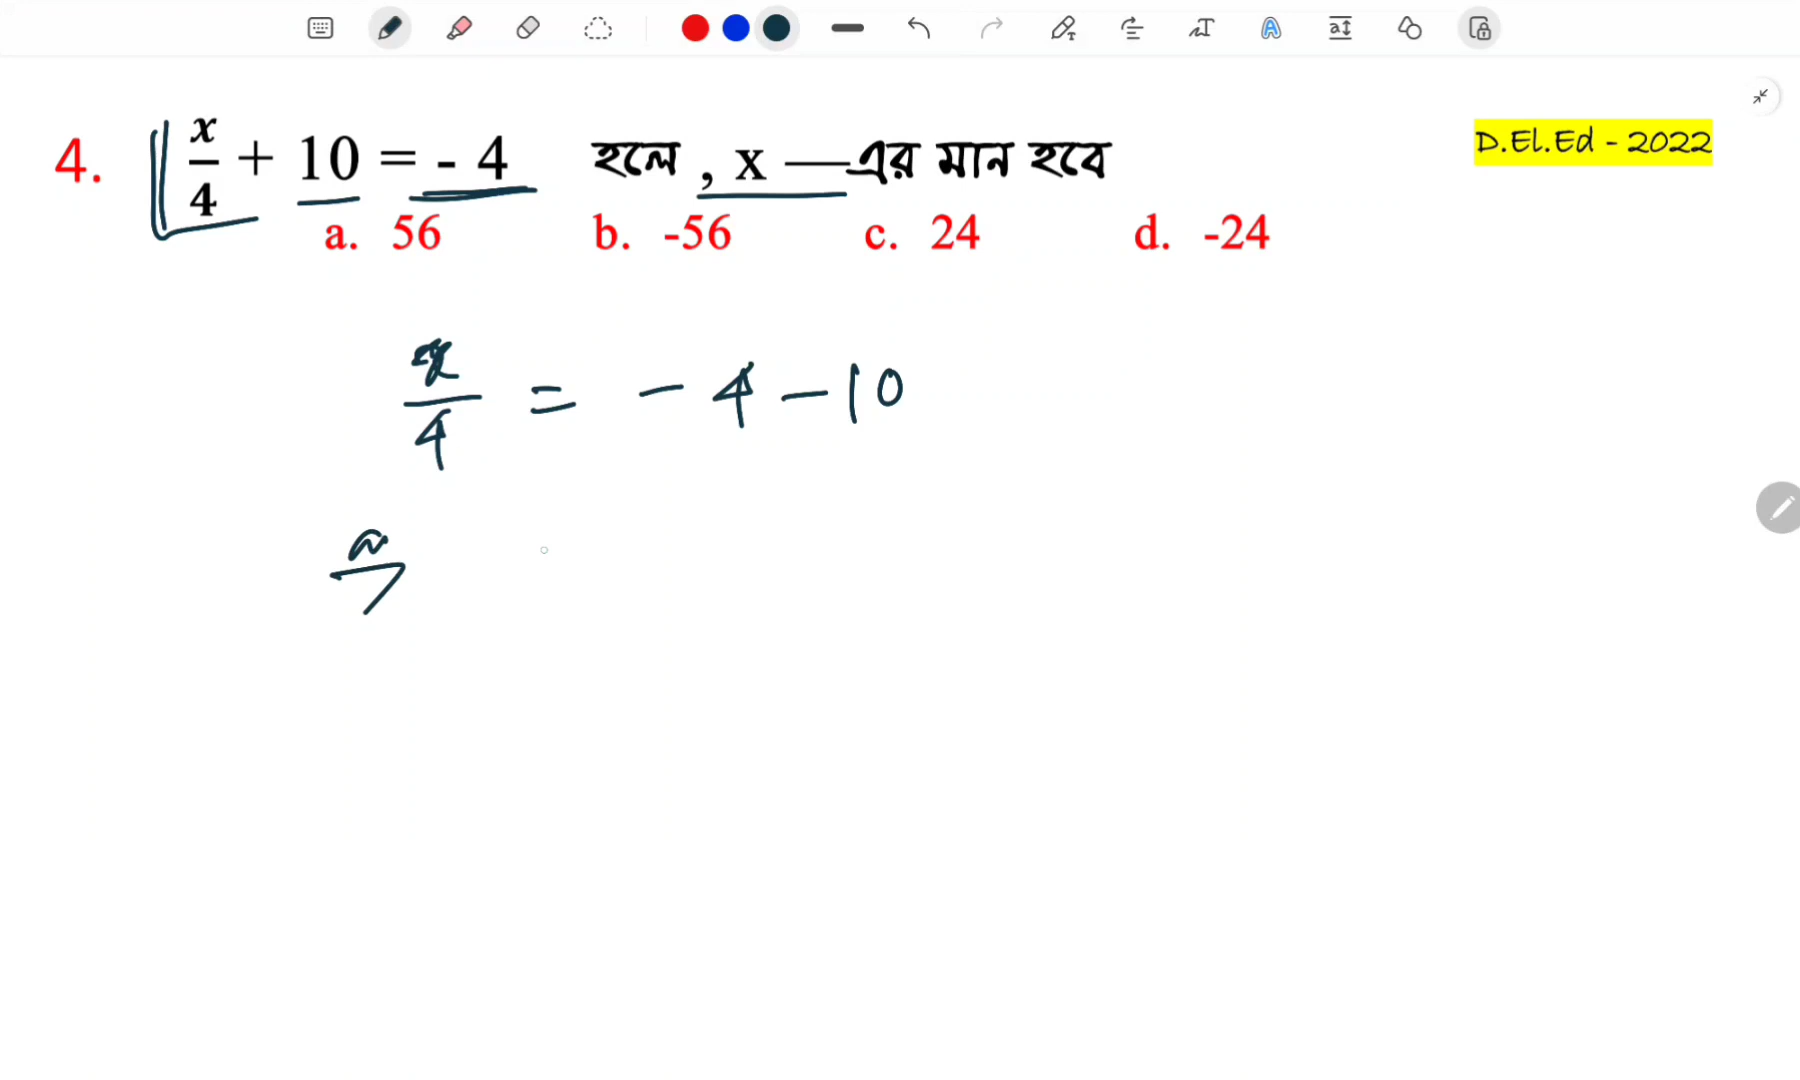 4. x/4 + 10 = - 4 হলে , x —এর মান হবে
D.El.Ed - 2022
a. 56 b. -56 c. 24 d. -24
x/4 = - 4 - 10
বা